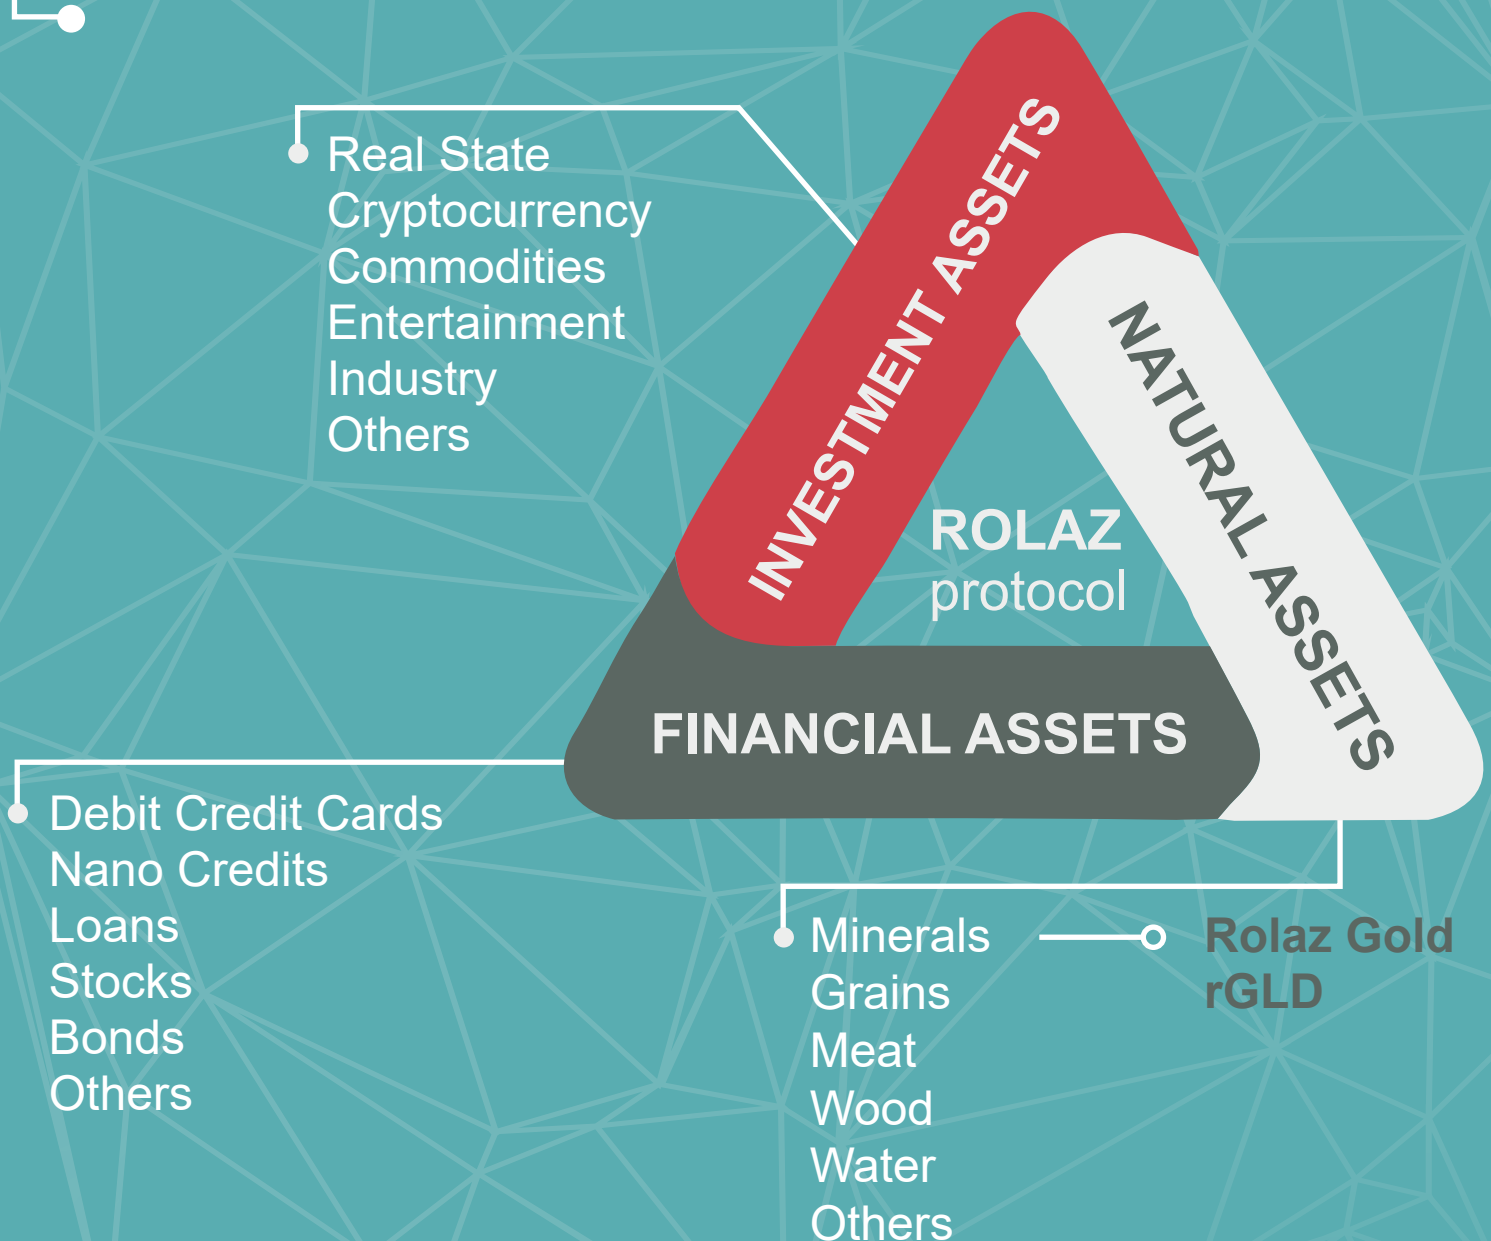 Real State
Cryptocurrency
Commodities
Entertainment
Industry
Others
INVESTMENT ASSETS
NATURAL ASSETS
ROLAZ
protocol
FINANCIAL ASSETS
Debit Credit Cards
Nano Credits
Loans
Stocks
Bonds
Others
Minerals
Grains
Meat
Wood
Water
Others
Rolaz Gold
rGLD